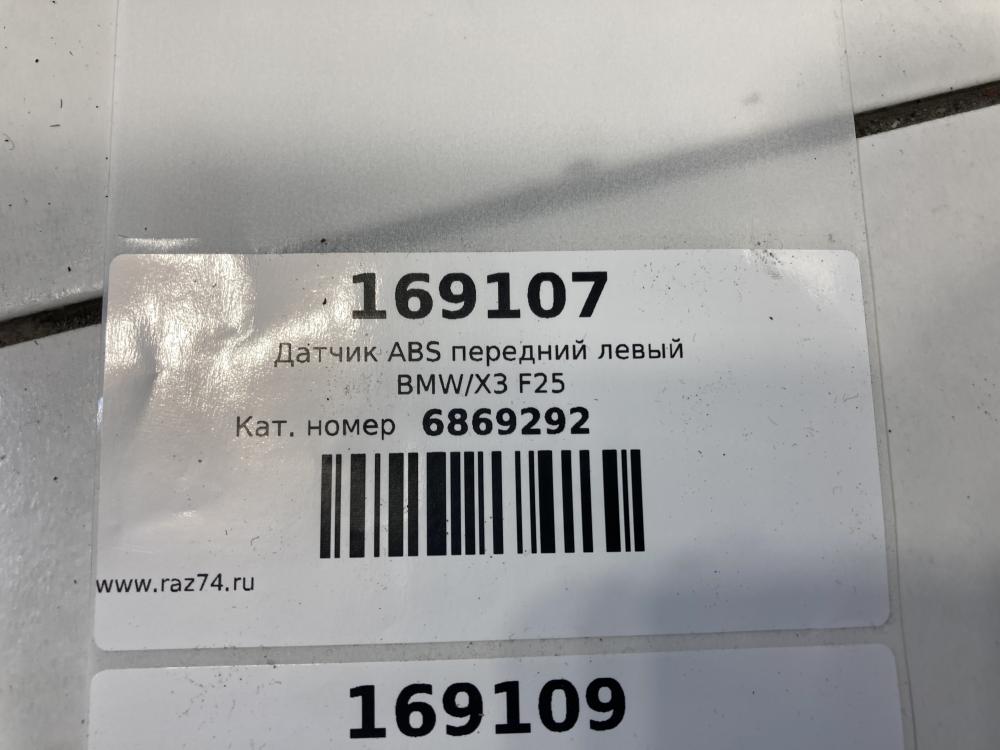 169107
Датчик ABS передний левый
BMW/X3 F25
Кат. номер 6869292
www.raz74.ru
169109